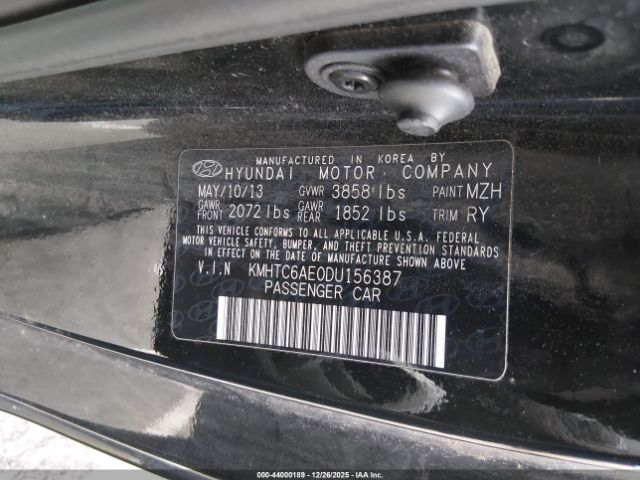 MANUFACTURED IN KOREA BY
HYUNDAI MOTOR COMPANY
MAY/10/13 GVWR 3858 lbs PAINT MZH
GAWR FRONT 2072 lbs GAWR REAR 1852 lbs TRIM RY
THIS VEHICLE CONFORMS TO ALL APPLICABLE U.S.A. FEDERAL
MOTOR VEHICLE SAFETY, BUMPER, AND THEFT PREVENTION STANDARDS
IN EFFECT ON THE DATE OF MANUFACTURE SHOWN ABOVE.
V.I.N KMHTC6AE0DU156387
PASSENGER CAR
000-44000189 | 12/26/2025 - IAAI.COM